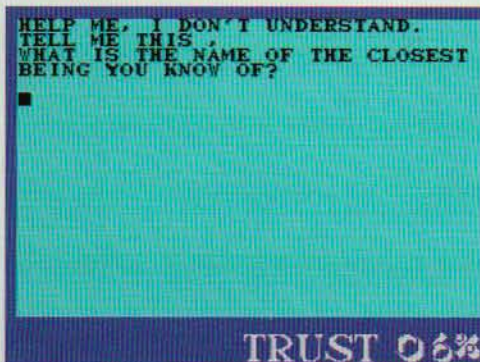 HELP ME, I DON'T UNDERSTAND.
TELL ME THIS ,
WHAT IS THE NAME OF THE CLOSEST
BEING YOU KNOW OF?
TRUST 06%